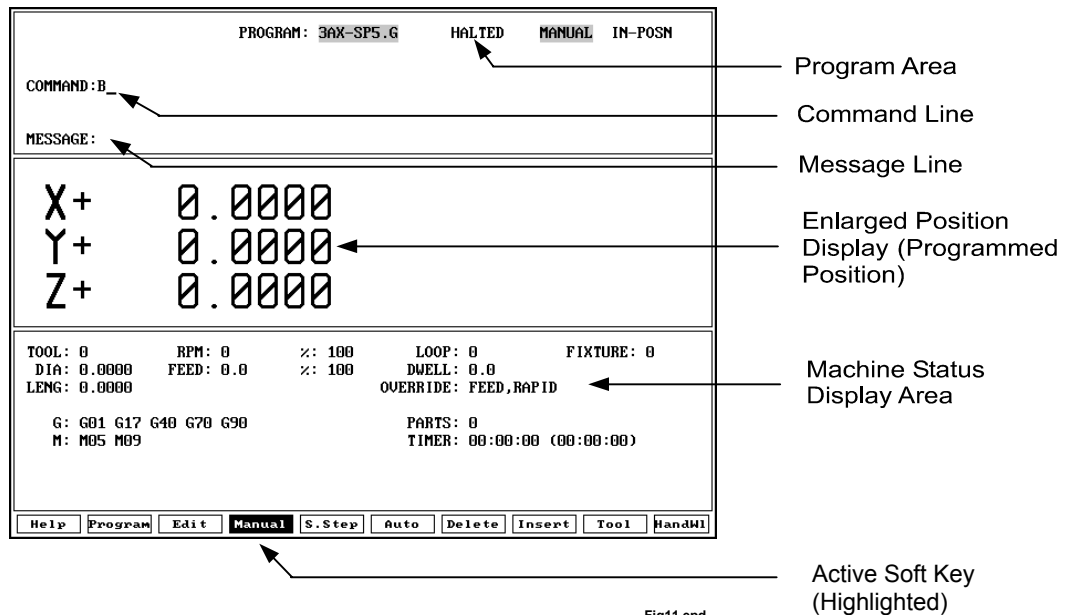 PROGRAM: 3AX-SP5.G HALTED MANUAL IN-POSN
COMMAND:B_
MESSAGE:
X+ 0.0000
Y+ 0.0000
Z+ 0.0000
TOOL: 0 RPM: 0 %: 100 LOOP: 0 FIXTURE: 0
DIA: 0.0000 FEED: 0.0 %: 100 DWELL: 0.0
LENG: 0.0000 OVERRIDE: FEED,RAPID
G: G01 G17 G40 G70 G90 PARTS: 0
M: M05 M09 TIMER: 00:00:00 (00:00:00)
Help Program Edit Manual S.Step Auto Delete Insert Tool HandWl
Program Area
Command Line
Message Line
Enlarged Position
Display (Programmed
Position)
Machine Status
Display Area
Active Soft Key
(Highlighted)